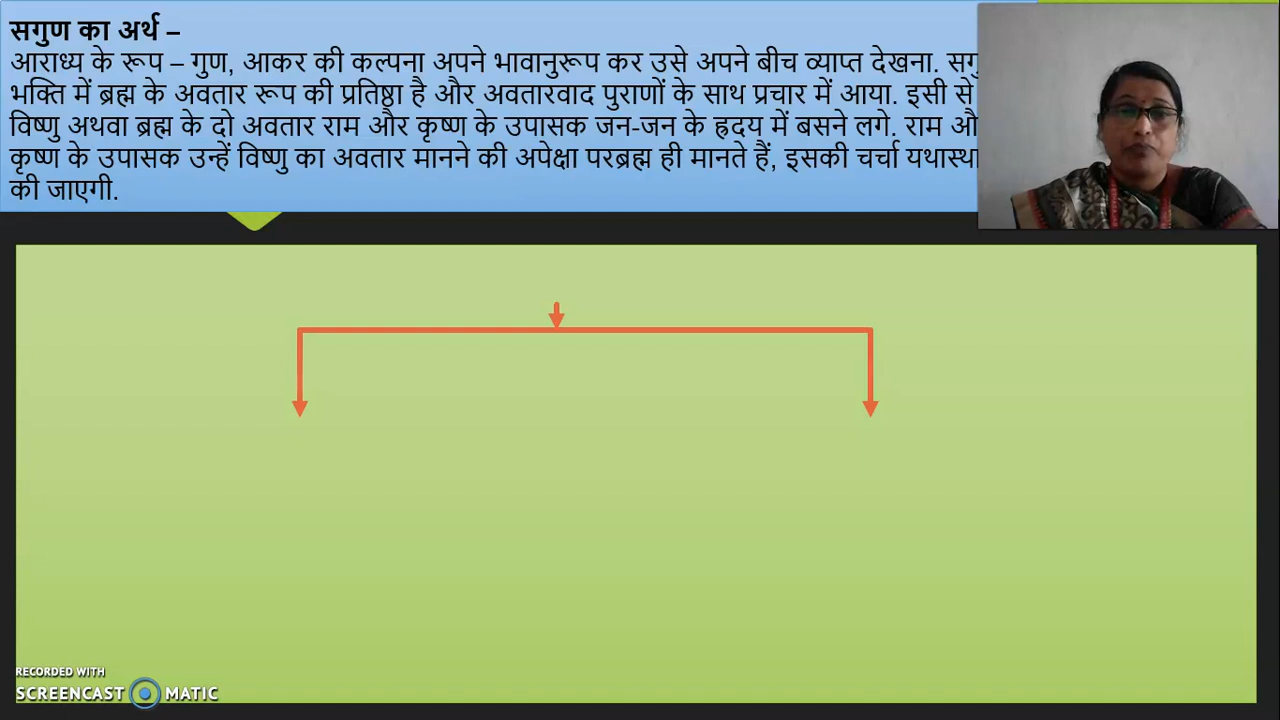 सगुण का अर्थ –
आराध्य के रूप – गुण, आकर की कल्पना अपने भावानुरूप कर उसे अपने बीच व्याप्त देखना.
भक्ति में ब्रह्म के अवतार रूप की प्रतिष्ठा है और अवतारवाद पुराणों के साथ प्रचार में आया. इसी से
विष्णु अथवा ब्रह्म के दो अवतार राम और कृष्ण के उपासक जन-जन के ह्रदय में बसने लगे. राम
कृष्ण के उपासक उन्हें विष्णु का अवतार मानने की अपेक्षा परब्रह्म ही मानते हैं, इसकी चर्चा
की जाएगी.
RECORDED WITH
SCREENCAST MATIC